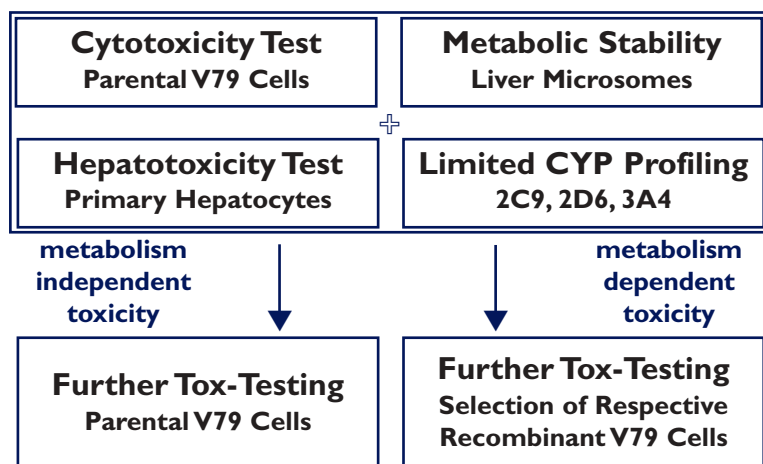 Cytotoxicity Test
Parental V79 Cells
Metabolic Stability
Liver Microsomes
+
Hepatotoxicity Test
Primary Hepatocytes
Limited CYP Profiling
2C9, 2D6, 3A4
metabolism
independent
toxicity
metabolism
dependent
toxicity
Further Tox-Testing
Parental V79 Cells
Further Tox-Testing
Selection of Respective
Recombinant V79 Cells